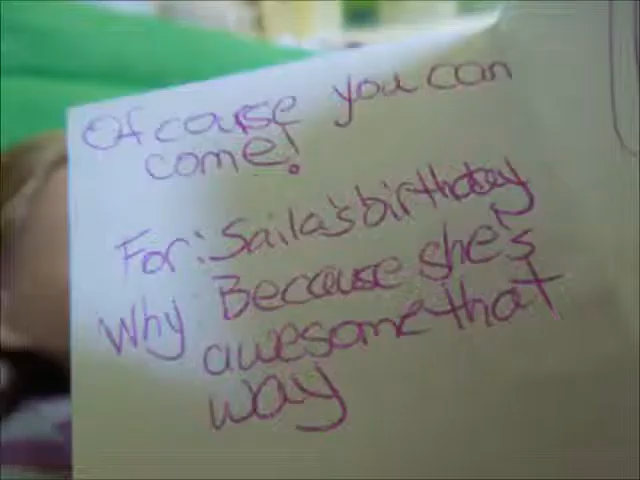 Of course you can
come!
For: Saila's birthday
Why Because she's
awesome that
way